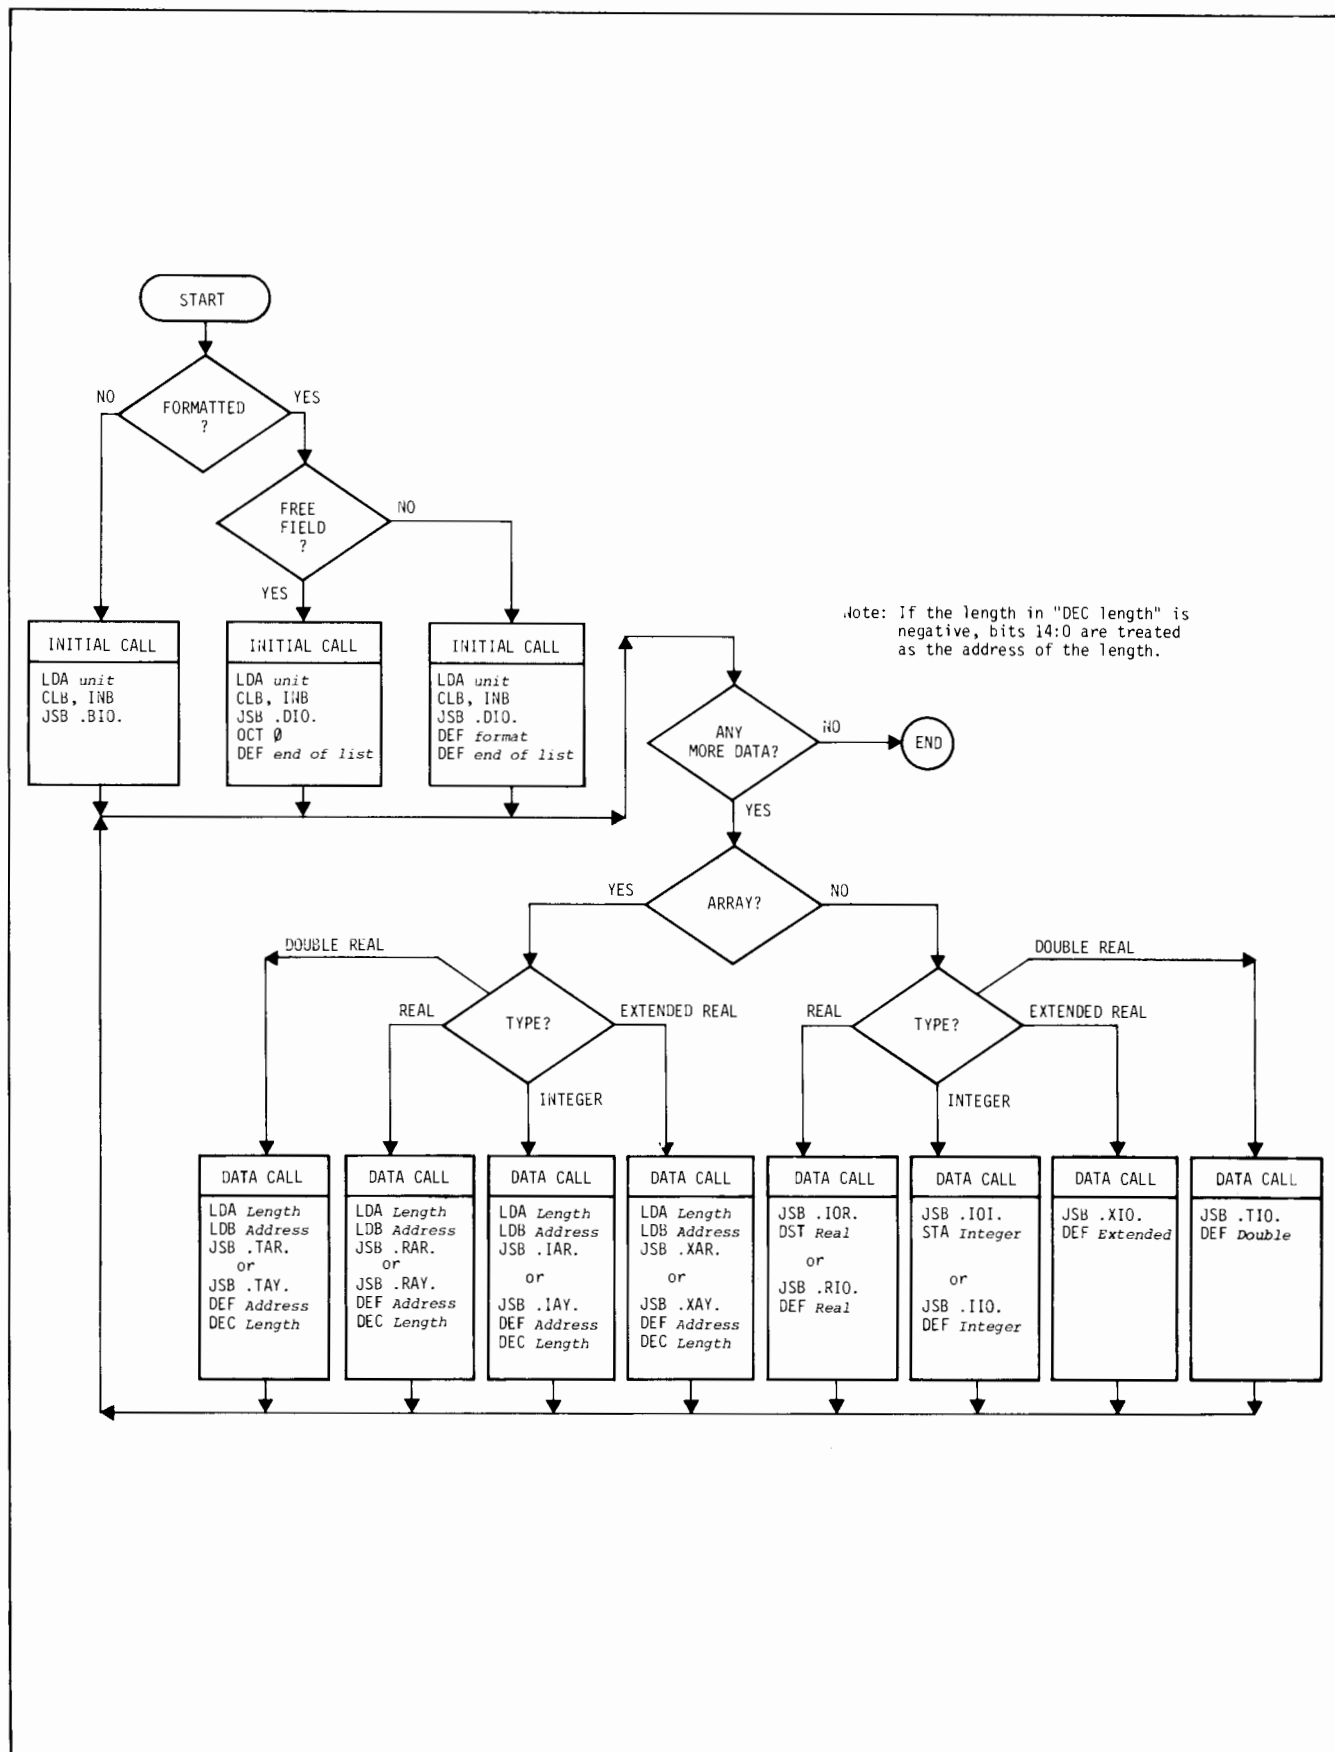 START
NO
YES
FORMATTED
?
FREE
FIELD
?
NO
YES
Note: If the length in "DEC length" is
negative, bits 14:0 are treated
as the address of the length.
INITIAL CALL
LDA unit
CLB, INB
JSB .BIO.
INITIAL CALL
LDA unit
CLB, INB
JSB .DIO.
OCT Ø
DEF end of list
INITIAL CALL
LDA unit
CLB, INB
JSB .DIO.
DEF format
DEF end of list
ANY
MORE DATA?
NO
END
YES
YES
ARRAY?
NO
DOUBLE REAL
REAL
TYPE?
EXTENDED REAL
INTEGER
DOUBLE REAL
REAL
TYPE?
EXTENDED REAL
INTEGER
DATA CALL
LDA Length
LDB Address
JSB .TAR.
or
JSB .TAY.
DEF Address
DEC Length
DATA CALL
LDA Length
LDB Address
JSB .RAR.
or
JSB .RAY.
DEF Address
DEC Length
DATA CALL
LDA Length
LDB Address
JSB .IAR.
or
JSB .IAY.
DEF Address
DEC Length
DATA CALL
LDA Length
LDB Address
JSB .XAR.
or
JSB .XAY.
DEF Address
DEC Length
DATA CALL
JSB .IOR.
DST Real
or
JSB .RIO.
DEF Real
DATA CALL
JSB .IOI.
STA Integer
or
JSB .IIO.
DEF Integer
DATA CALL
JSB .XIO.
DEF Extended
DATA CALL
JSB .TIO.
DEF Double